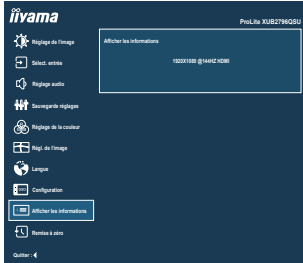 iiyama
ProLite XUB2796QSU
Réglage de l'image
Afficher les informations
1920X1080 @144HZ HDMI
Sélect. entrée
Réglage audio
Sauvegarde réglages
Réglage de la couleur
Régl. de l'image
Langue
Configuration
Afficher les informations
Remise à zéro
Quitter :